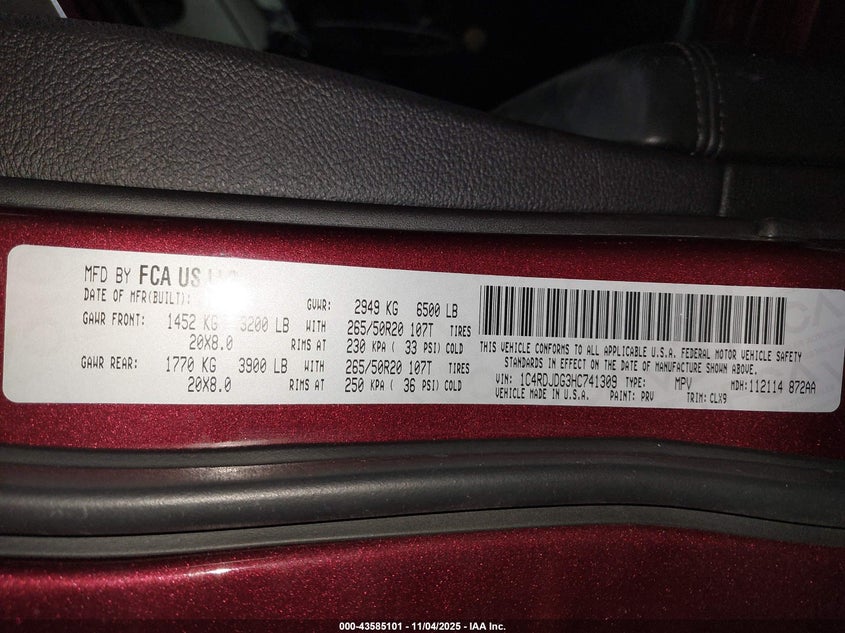 MFD BY FCA US LLC
DATE OF MFR(BUILT):
GVWR: 2949 KG 6500 LB
GAWR FRONT: 1452 KG 3200 LB WITH 265/50R20 107T TIRES
20X8.0 RIMS AT 230 KPA ( 33 PSI) COLD
GAWR REAR: 1770 KG 3900 LB WITH 265/50R20 107T TIRES
20X8.0 RIMS AT 250 KPA ( 36 PSI) COLD
THIS VEHICLE CONFORMS TO ALL APPLICABLE U.S.A. FEDERAL MOTOR VEHICLE SAFETY
STANDARDS IN EFFECT ON THE DATE OF MANUFACTURE SHOWN ABOVE.
VIN: 1C4RDJDG3HC741309 TYPE: MPV MDH:112114 872AA
VEHICLE MADE IN U.S.A. PAINT: PRV TRIM:CLX9
000-43585101 - 11/04/2025 - IAA Inc.